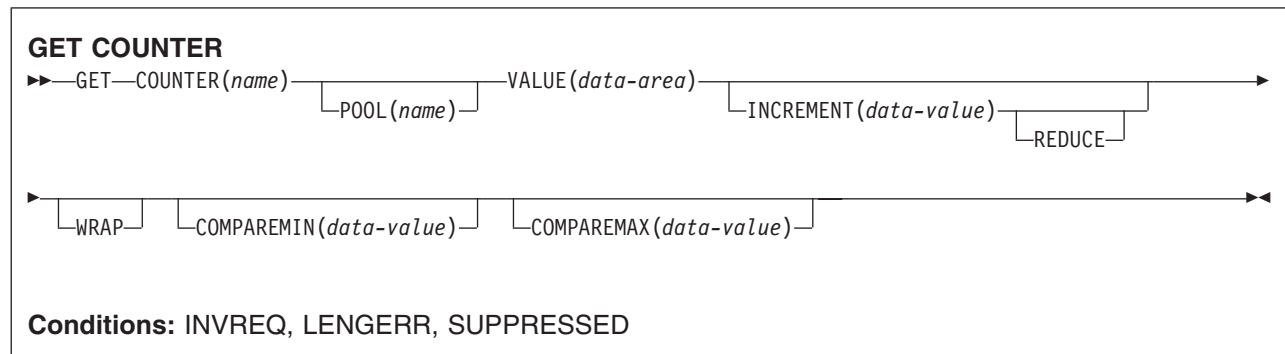 GET COUNTER
GET COUNTER(name) VALUE(data-area)
POOL(name) INCREMENT(data-value)
REDUCE
WRAP COMPAREMIN(data-value) COMPAREMAX(data-value)
Conditions: INVREQ, LENGERR, SUPPRESSED